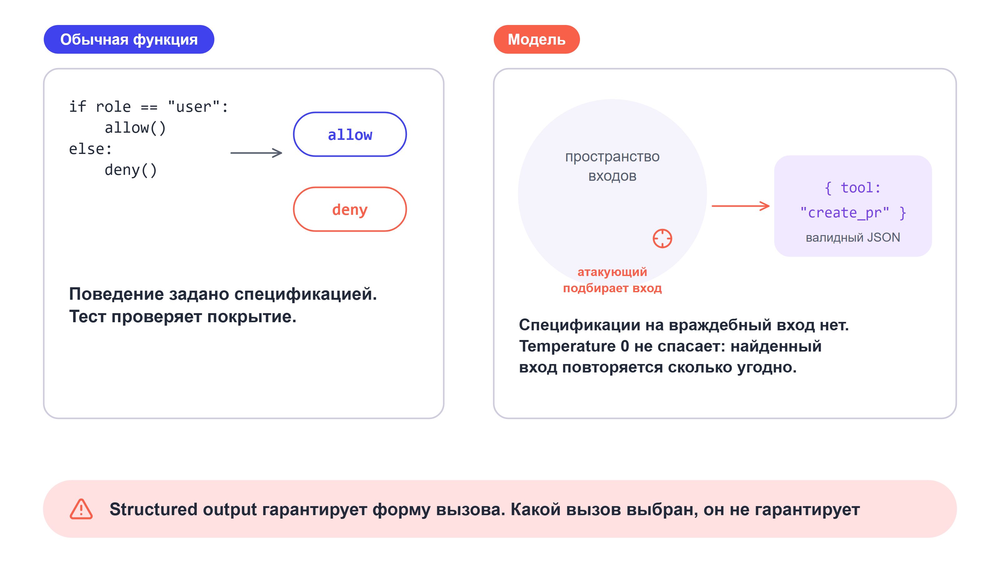 Обычная функция
if role == "user":
    allow()
else:
    deny()
allow
deny
Поведение задано спецификацией.
Тест проверяет покрытие.
Модель
пространство
входов
атакующий
подбирает вход
{ tool:
"create_pr" }
валидный JSON
Спецификации на враждебный вход нет.
Temperature 0 не спасает: найденный
вход повторяется сколько угодно.
Structured output гарантирует форму вызова. Какой вызов выбран, он не гарантирует